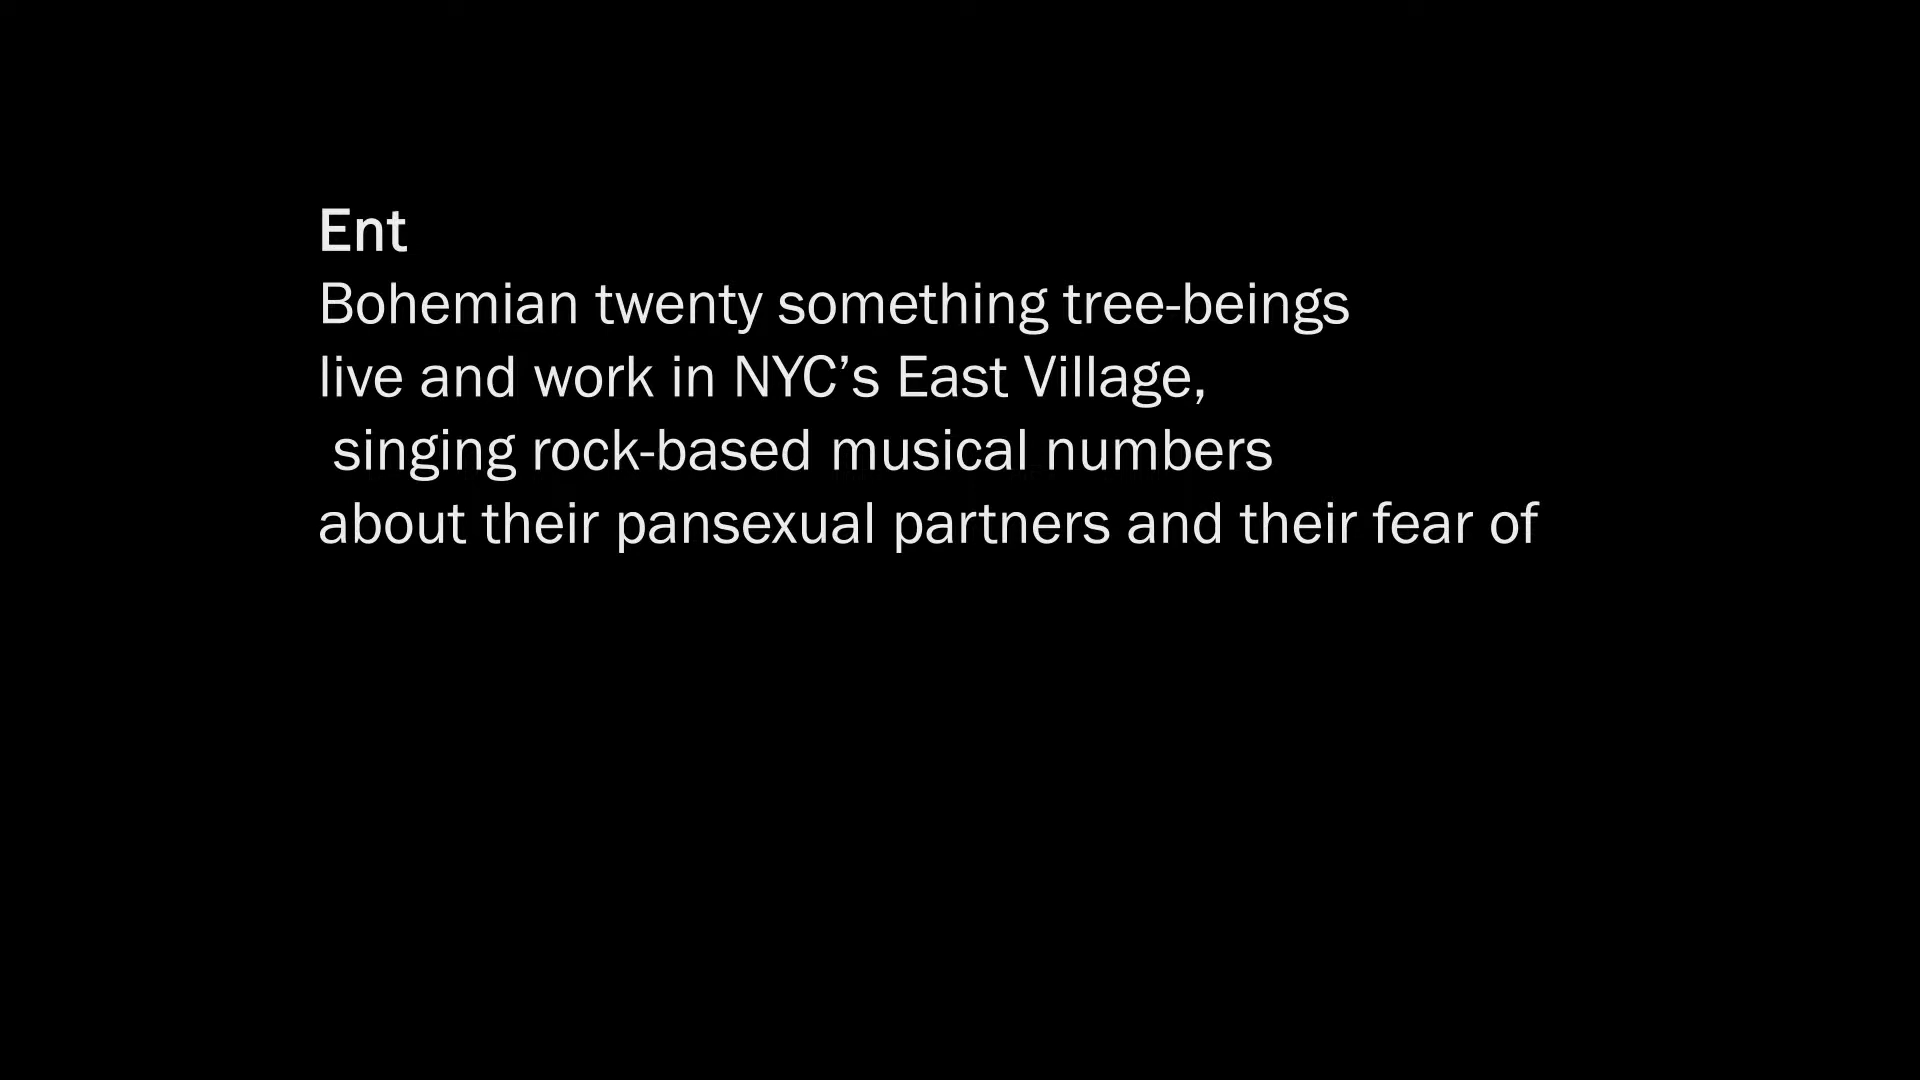 Ent
Bohemian twenty something tree-beings
live and work in NYC’s East Village,
singing rock-based musical numbers
about their pansexual partners and their fear of